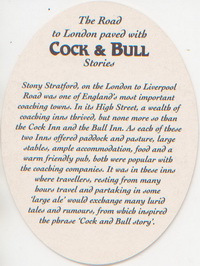 The Road
to London paved with
COCK & BULL
Stories
Stony Stratford, on the London to Liverpool
Road was one of England's most important
coaching towns. In its High Street, a wealth of
coaching inns thrived, but none more so than
the Cock Inn and the Bull Inn. As each of these
two Inns offered paddock and pasture, large
stables, ample accommodation, food and a
warm friendly pub, both were popular with
the coaching companies. It was in these inns
where travellers, resting from many
hours travel and partaking in some
'large ale' would exchange many lurid
tales and rumours, from which inspired
the phrase 'Cock and Bull story'.